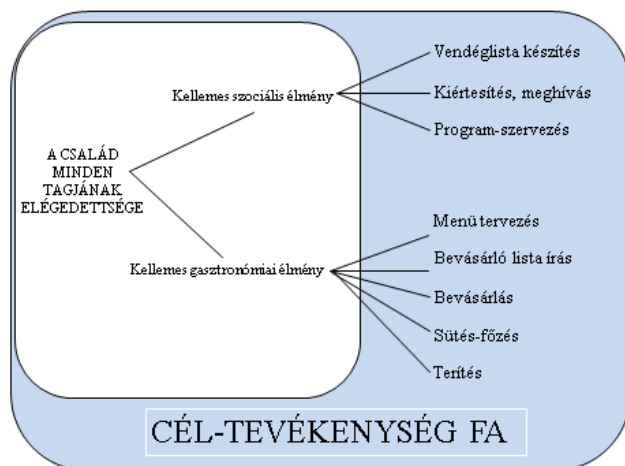 A CSALÁD
MINDEN
TAGJÁNAK
ELÉGEDETTSÉGE
Kellemes szociális élmény
Vendéglista készítés
Kiértesítés, meghívás
Program-szervezés
Kellemes gasztronómiai élmény
Menü tervezés
Bevásárló lista írás
Bevásárlás
Sütés-főzés
Terítés
CÉL-TEVÉKENYSÉG FA